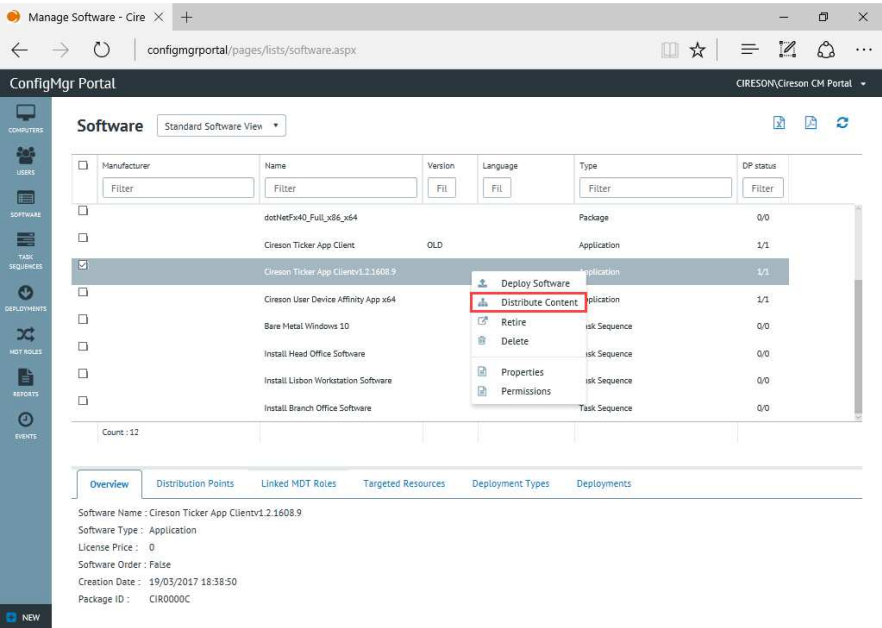 Manage Software - Cire
configmgrportal/pages/lists/software.aspx
ConfigMgr Portal
CIRESON\Cireson CM Portal
COMPUTERS
USERS
SOFTWARE
TASK
SEQUENCES
DEPLOYMENTS
MDT ROLES
REPORTS
EVENTS
NEW
Software
Standard Software View
Manufacturer Name Version Language Type DP status
Filter Filter Fil Fil Filter Filter
dotNetFx40_Full_x86_x64 Package 0/0
Cireson Ticker App Client OLD Application 1/1
Cireson Ticker App Clientv1.2.1608.9 Application 1/1
Cireson User Device Affinity App x64 plication 1/1
Bare Metal Windows 10 sk Sequence 0/0
Install Head Office Software sk Sequence 0/0
Install Lisbon Workstation Software sk Sequence 0/0
Install Branch Office Software Task Sequence 0/0
Count : 12
Deploy Software
Distribute Content
Retire
Delete
Properties
Permissions
Overview Distribution Points Linked MDT Roles Targeted Resources Deployment Types Deployments
Software Name : Cireson Ticker App Clientv1.2.1608.9
Software Type : Application
License Price : 0
Software Order : False
Creation Date : 19/03/2017 18:38:50
Package ID : CIR0000C